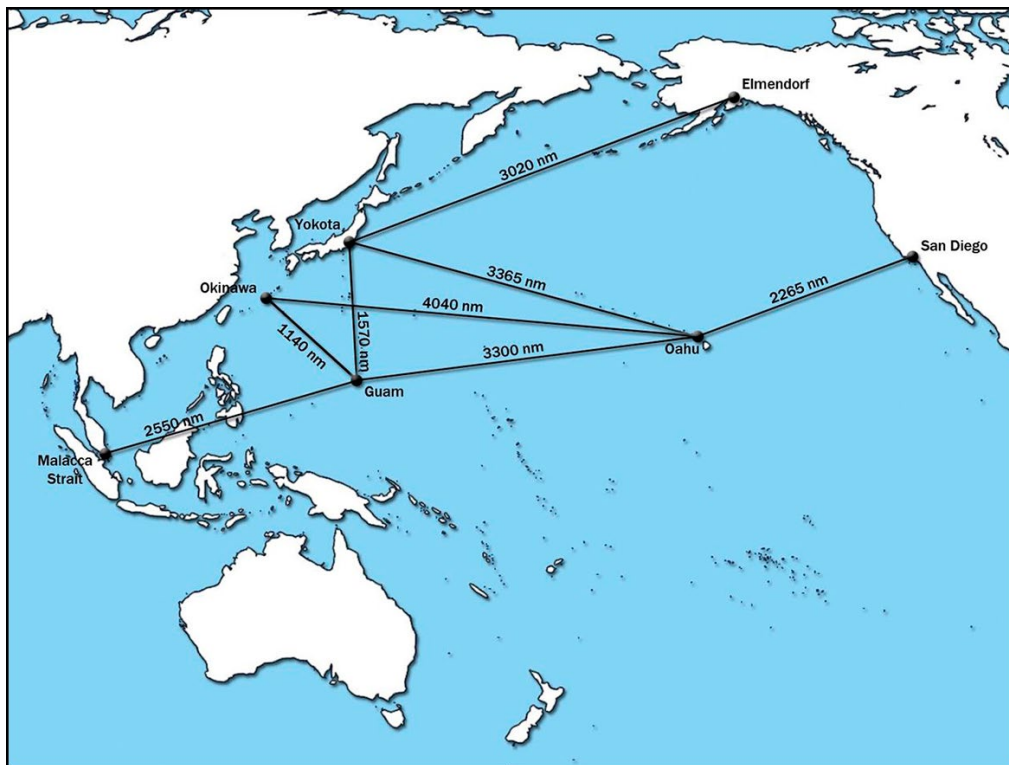 Elmendorf
3020 nm
Yokota
San Diego
3365 nm
2265 nm
Okinawa
4040 nm
1140 nm
1570 nm
3300 nm
Oahu
Guam
2550 nm
Malacca
Strait